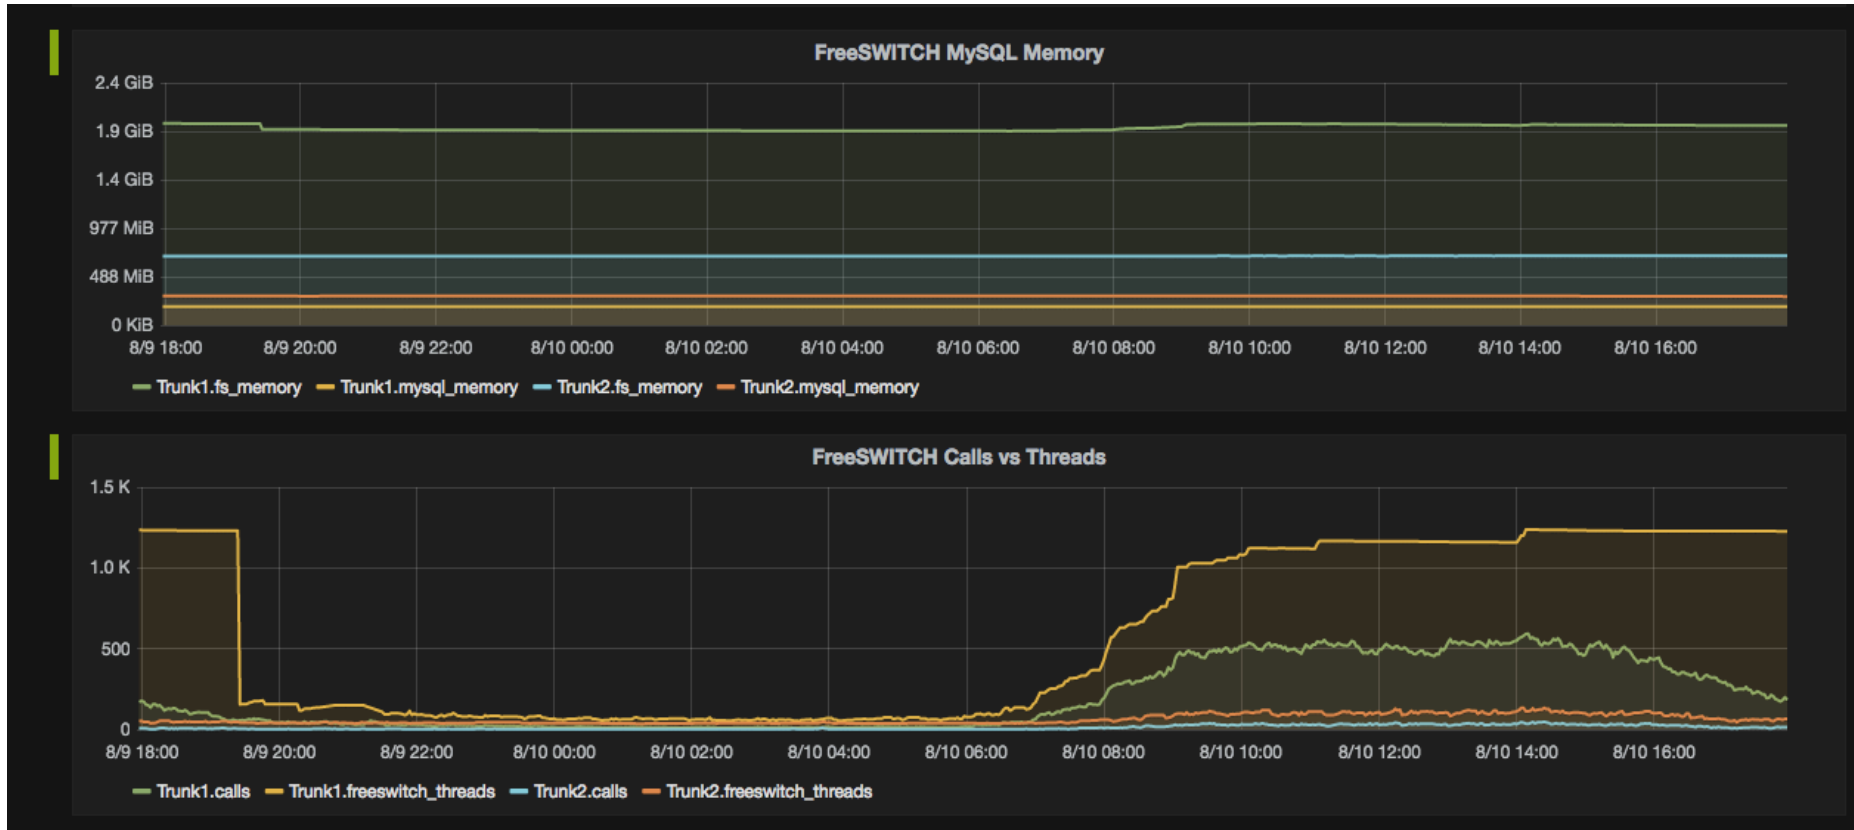 FreeSWITCH MySQL Memory
2.4 GiB
1.9 GiB
1.4 GiB
977 MiB
488 MiB
0 KiB
8/9 18:00 8/9 20:00 8/9 22:00 8/10 00:00 8/10 02:00 8/10 04:00 8/10 06:00 8/10 08:00 8/10 10:00 8/10 12:00 8/10 14:00 8/10 16:00
Trunk1.fs_memory Trunk1.mysql_memory Trunk2.fs_memory Trunk2.mysql_memory
FreeSWITCH Calls vs Threads
1.5 K
1.0 K
500
0
8/9 18:00 8/9 20:00 8/9 22:00 8/10 00:00 8/10 02:00 8/10 04:00 8/10 06:00 8/10 08:00 8/10 10:00 8/10 12:00 8/10 14:00 8/10 16:00
Trunk1.calls Trunk1.freeswitch_threads Trunk2.calls Trunk2.freeswitch_threads